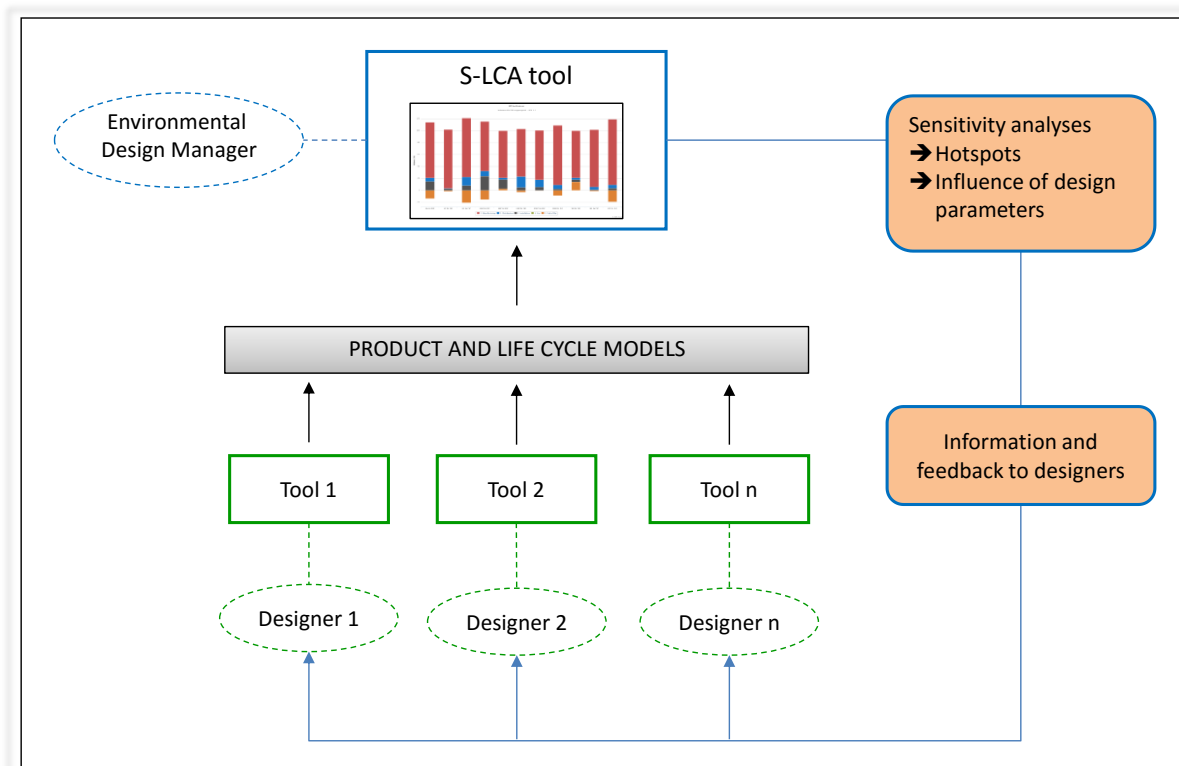 S-LCA tool
Environmental
Design Manager
Sensitivity analyses
➔ Hotspots
➔ Influence of design
parameters
PRODUCT AND LIFE CYCLE MODELS
Information and
feedback to designers
Tool 1
Tool 2
Tool n
Designer 1
Designer 2
Designer n